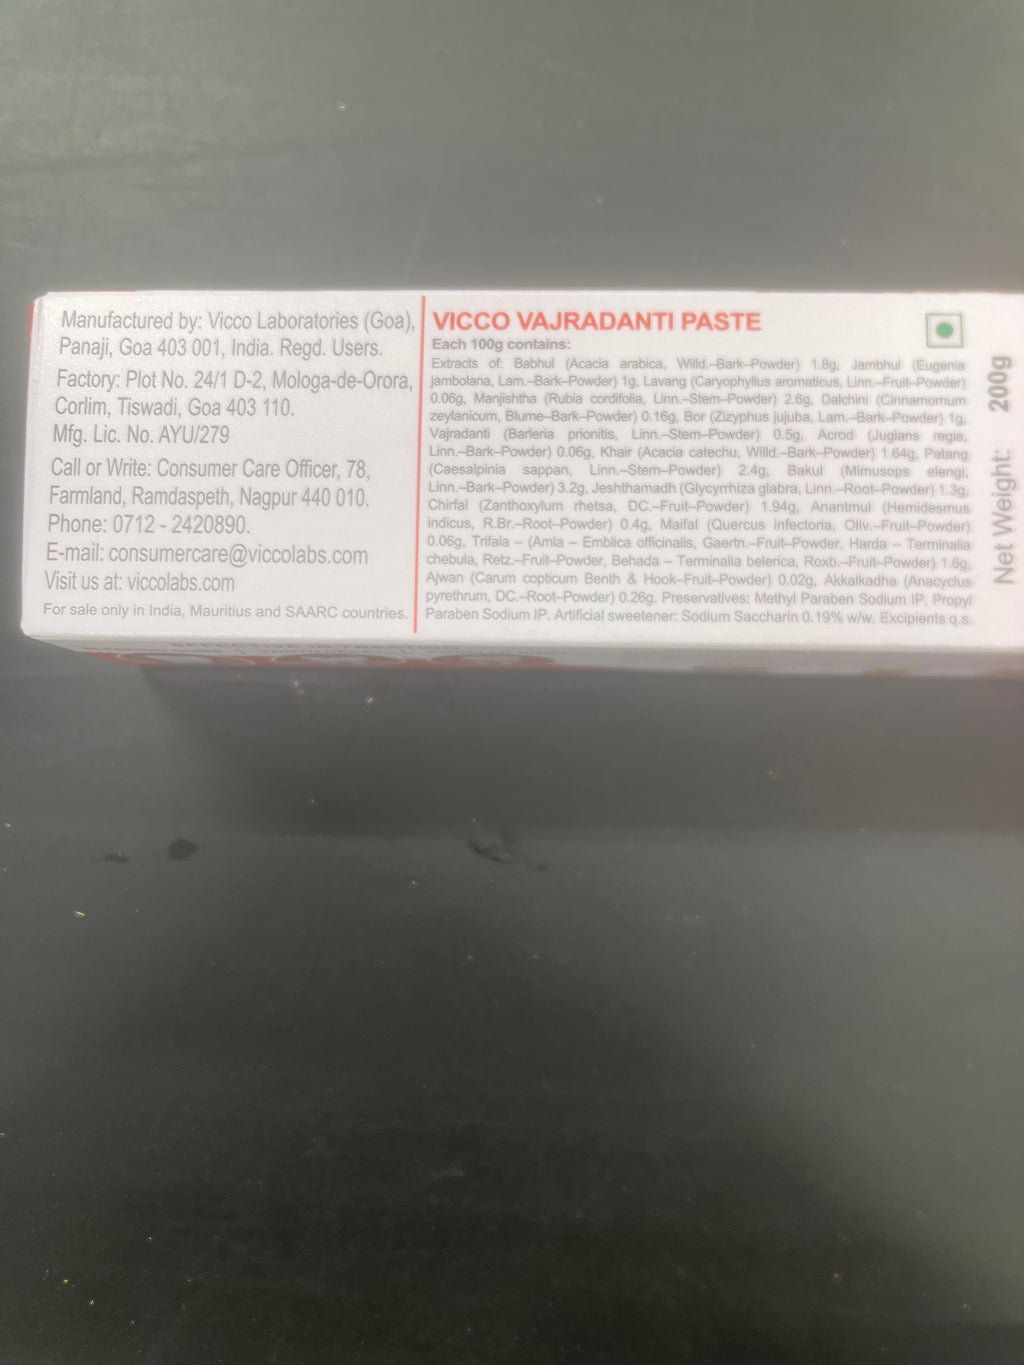 Manufactured by: Vicco Laboratories (Goa),
Panaji, Goa 403 001, India. Regd. Users.
Factory: Plot No. 24/1 D-2, Mologa-de-Orora,
Corlim, Tiswadi, Goa 403 110.
Mfg. Lic. No. AYU/279
Call or Write: Consumer Care Officer, 78,
Farmland, Ramdaspeth, Nagpur 440 010.
Phone: 0712 - 2420890.
E-mail: consumercare@viccolabs.com
Visit us at: viccolabs.com
For sale only in India, Mauritius and SAARC countries.
VICCO VAJRADANTI PASTE
Each 100g contains:
Extracts of: Babhul (Acacia arabica, Willd.–Bark–Powder) 1.8g, Jambhul (Eugenia
jambolana, Lam.–Bark–Powder) 1g, Lavang (Caryophyllus aromaticus, Linn.–Fruit–Powder)
0.06g, Manjishtha (Rubia cordifolia, Linn.–Stem–Powder) 2.6g, Dalchini (Cinnamomum
zeylanicum, Blume–Bark–Powder) 0.16g, Bor (Zizyphus jujuba, Lam.–Bark–Powder) 1g,
Vajradanti (Barleria prionitis, Linn.–Stem–Powder) 0.5g, Acrod (Juglans regia,
Linn.–Bark–Powder) 0.06g, Khair (Acacia catechu, Willd.–Bark–Powder) 1.64g, Patang
(Caesalpinia sappan, Linn.–Stem–Powder) 2.4g, Bakul (Mimusops elengi,
Linn.–Bark–Powder) 3.2g, Jeshthamadh (Glycyrrhiza glabra, Linn.–Root–Powder) 1.3g,
Chirfal (Zanthoxylum rhetsa, DC.–Fruit–Powder) 1.94g, Anantmul (Hemidesmus
indicus, R.Br.–Root–Powder) 0.4g, Maifal (Quercus infectoria, Oliv.–Fruit–Powder)
0.06g, Trifala – (Amla – Emblica officinalis, Gaertn.–Fruit–Powder, Harda – Terminalia
chebula, Retz.–Fruit–Powder, Behada – Terminalia belerica, Roxb.–Fruit–Powder) 1.6g,
Ajwan (Carum copticum Benth & Hook–Fruit–Powder) 0.02g, Akkalkadha (Anacyclus
pyrethrum, DC.–Root–Powder) 0.26g. Preservatives: Methyl Paraben Sodium IP, Propyl
Paraben Sodium IP. Artificial sweetener: Sodium Saccharin 0.19% w/w. Excipients q.s.
Net Weight: 200g
EFFECTIVE IN TREATING